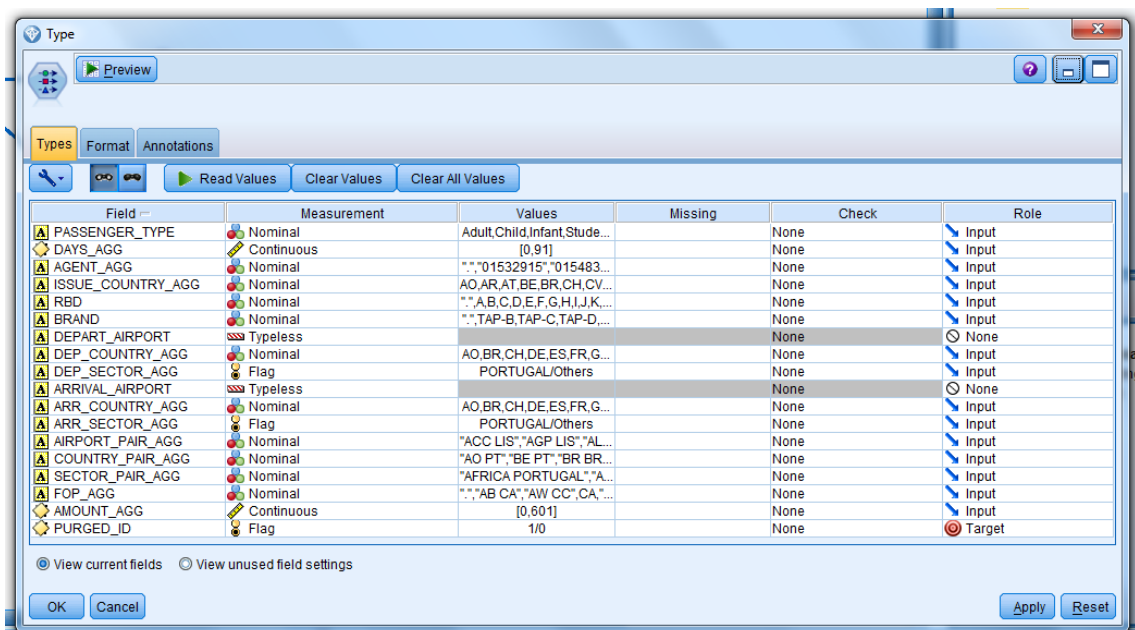 Type
Preview
Types Format Annotations
Read Values Clear Values Clear All Values
Field Measurement Values Missing Check Role
A PASSENGER_TYPE Nominal Adult,Child,Infant,Stude... None Input
DAYS_AGG Continuous [0,91] None Input
A AGENT_AGG Nominal ".","01532915","015483... None Input
A ISSUE_COUNTRY_AGG Nominal AO,AR,AT,BE,BR,CH,CV... None Input
A RBD Nominal ".",A,B,C,D,E,F,G,H,I,J,K,... None Input
A BRAND Nominal ".",TAP-B,TAP-C,TAP-D,... None Input
A DEPART_AIRPORT Typeless None None
A DEP_COUNTRY_AGG Nominal AO,BR,CH,DE,ES,FR,G... None Input
A DEP_SECTOR_AGG Flag PORTUGAL/Others None Input
A ARRIVAL_AIRPORT Typeless None None
A ARR_COUNTRY_AGG Nominal AO,BR,CH,DE,ES,FR,G... None Input
A ARR_SECTOR_AGG Flag PORTUGAL/Others None Input
A AIRPORT_PAIR_AGG Nominal "ACC LIS","AGP LIS","AL... None Input
A COUNTRY_PAIR_AGG Nominal "AO PT","BE PT","BR BR... None Input
A SECTOR_PAIR_AGG Nominal "AFRICA PORTUGAL","A... None Input
A FOP_AGG Nominal ".","AB CA","AW CC",CA,"... None Input
AMOUNT_AGG Continuous [0,601] None Input
PURGED_ID Flag 1/0 None Target
View current fields View unused field settings
OK Cancel Apply Reset